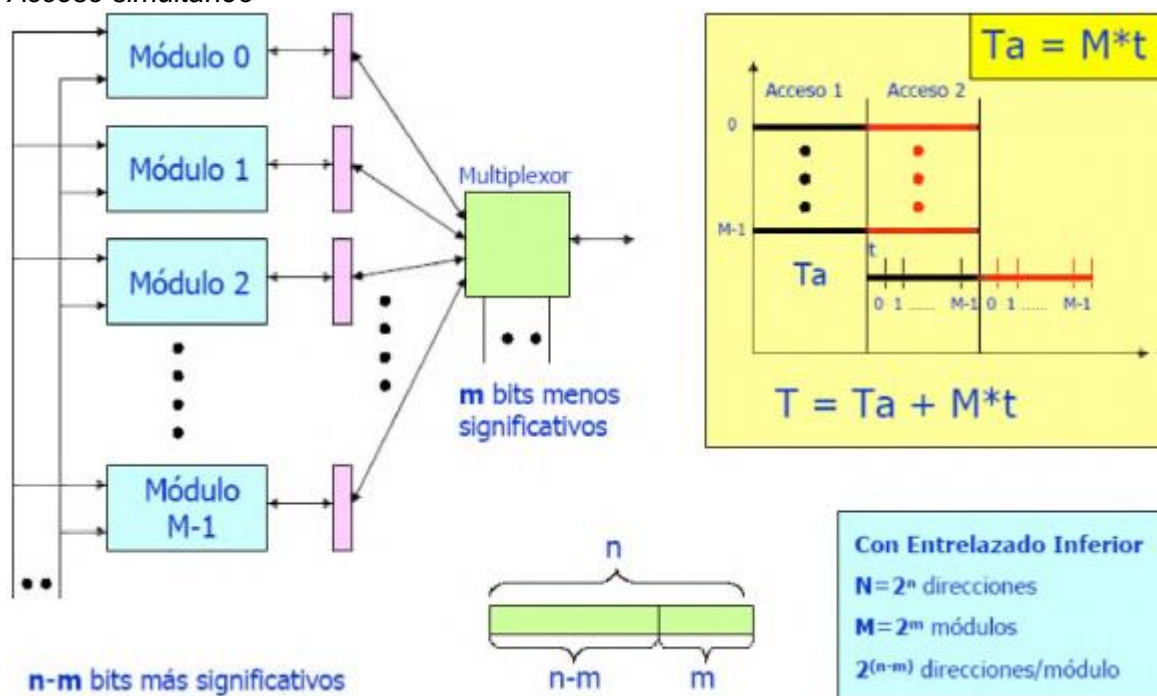 Acceso simultáneo
Módulo 0
Módulo 1
Módulo 2
Módulo
M-1
Multiplexor
m bits menos
significativos
n-m bits más significativos
n
n-m
m
Ta = M*t
Acceso 1
Acceso 2
0
M-1
Ta
t
0 1 ...... M-1 0 1....... M-1
T = Ta + M*t
Con Entrelazado Inferior
N=2ⁿ direcciones
M=2ᵐ módulos
2⁽ⁿ⁻ᵐ⁾ direcciones/módulo